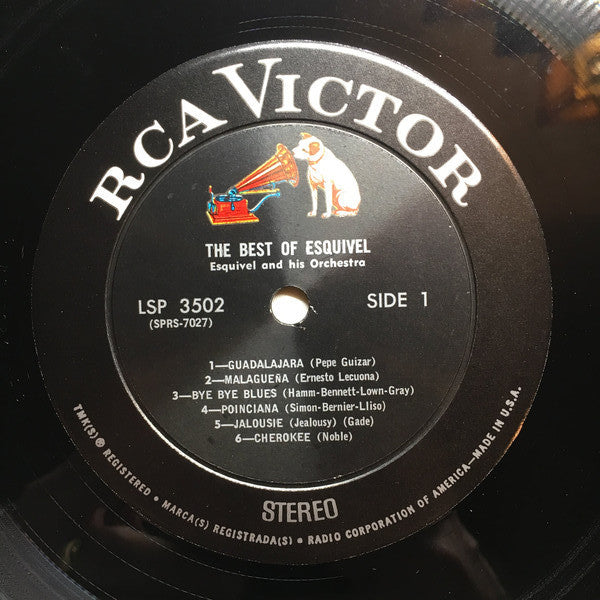 RCA VICTOR
THE BEST OF ESQUIVEL
Esquivel and his Orchestra
LSP 3502
(SPRS-7027)
SIDE 1
1—GUADALAJARA (Pepe Guizar)
2—MALAGUEÑA (Ernesto Lecuona)
3—BYE BYE BLUES (Hamm-Bennett-Lown-Gray)
4—POINCIANA (Simon-Bernier-Lliso)
5—JALOUSIE (Jealousy) (Gade)
6—CHEROKEE (Noble)
STEREO
TMK(S)® REGISTERED • MARCA(S) REGISTRADA(S) • RADIO CORPORATION OF AMERICA—MADE IN U.S.A.